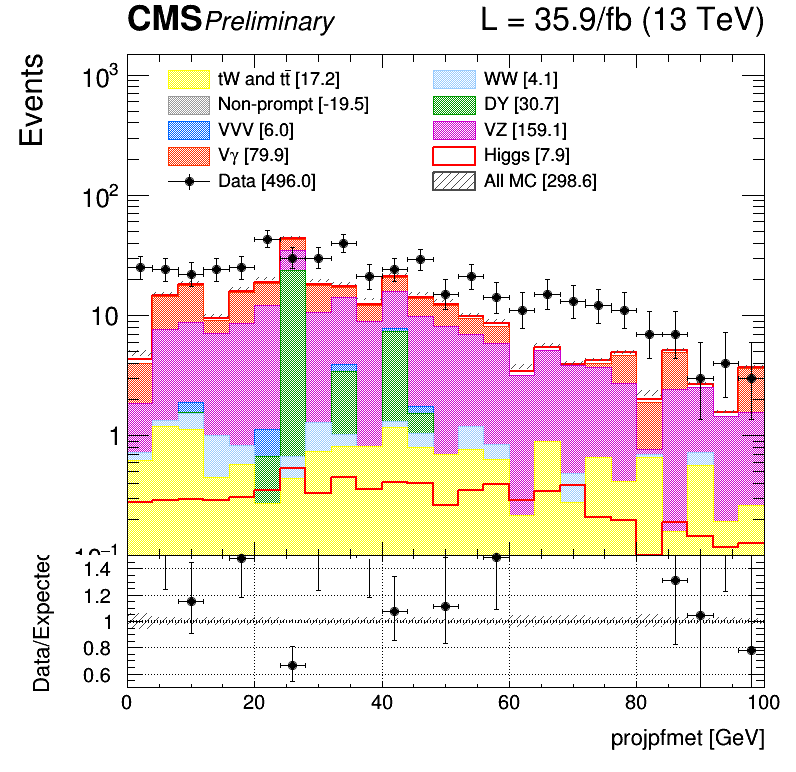 CMS Preliminary L = 35.9/fb (13 TeV)
Events
10³
10²
10
1
10⁻¹
tW and tt̄ [17.2]
WW [4.1]
Non-prompt [-19.5]
DY [30.7]
VVV [6.0]
VZ [159.1]
Vγ [79.9]
Higgs [7.9]
Data [496.0]
All MC [298.6]
Data/Expected
1.4
1.2
1
0.8
0.6
0 20 40 60 80 100
projpfmet [GeV]